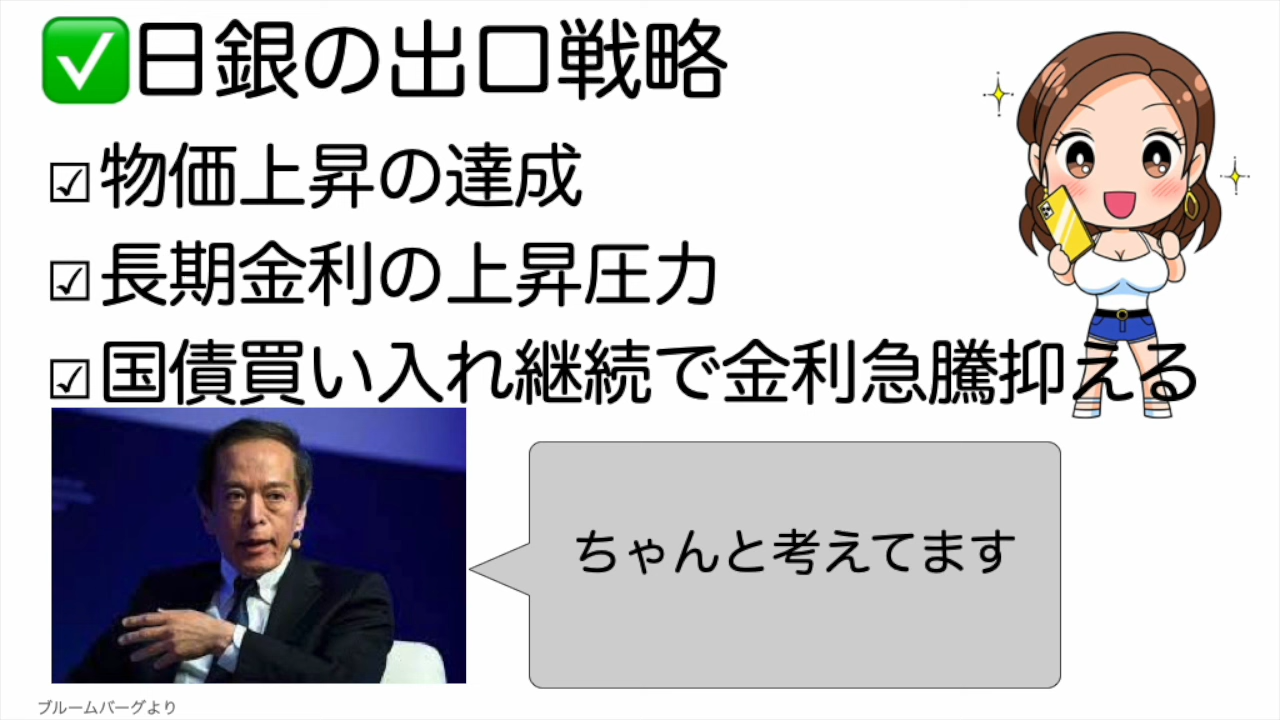 ✅日銀の出口戦略
☑物価上昇の達成
☑長期金利の上昇圧力
☑国債買い入れ継続で金利急騰抑える
ちゃんと考えてます
ブルームバーグより